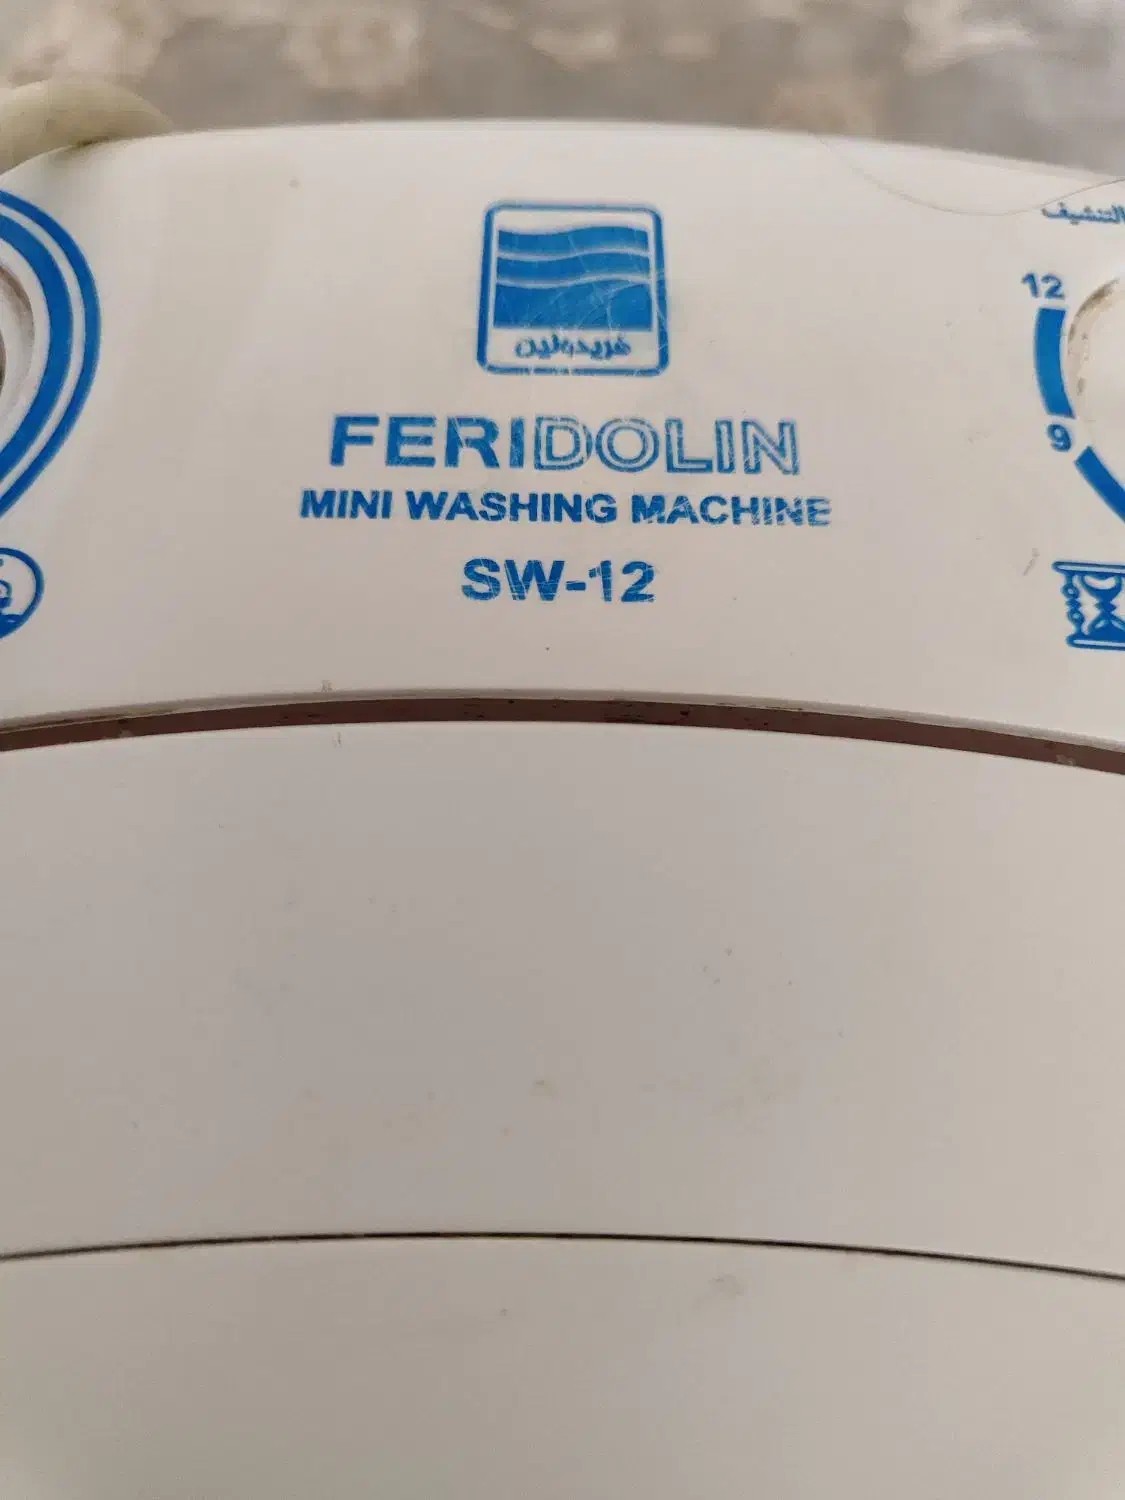 التنشيف
فريدولين
12
FERIDOLIN
9
MINI WASHING MACHINE
SW-12